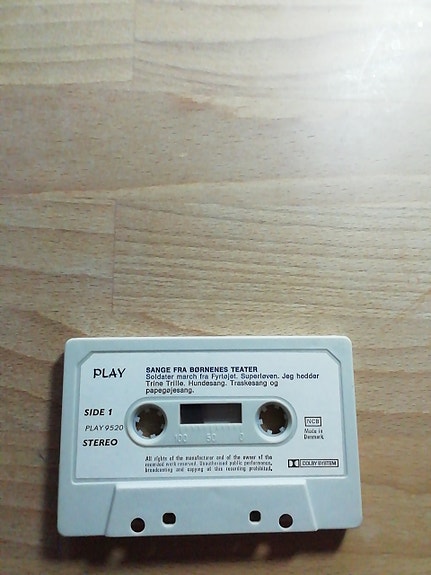 PLAY
SANGE FRA BØRNENES TEATER
Soldater march fra Fyrtøjet. Superløven. Jeg hedder
Trine Trille. Hundesang. Traskesang og
papegøjesang.
SIDE 1
PLAY 9520
STEREO
100 50 0
NCB
Made in
Denmark
All rights of the manufacturer and of the owner of the
recorded work reserved. Unauthorised public performance,
broadcasting and copying of this recording prohibited.
DOLBY SYSTEM